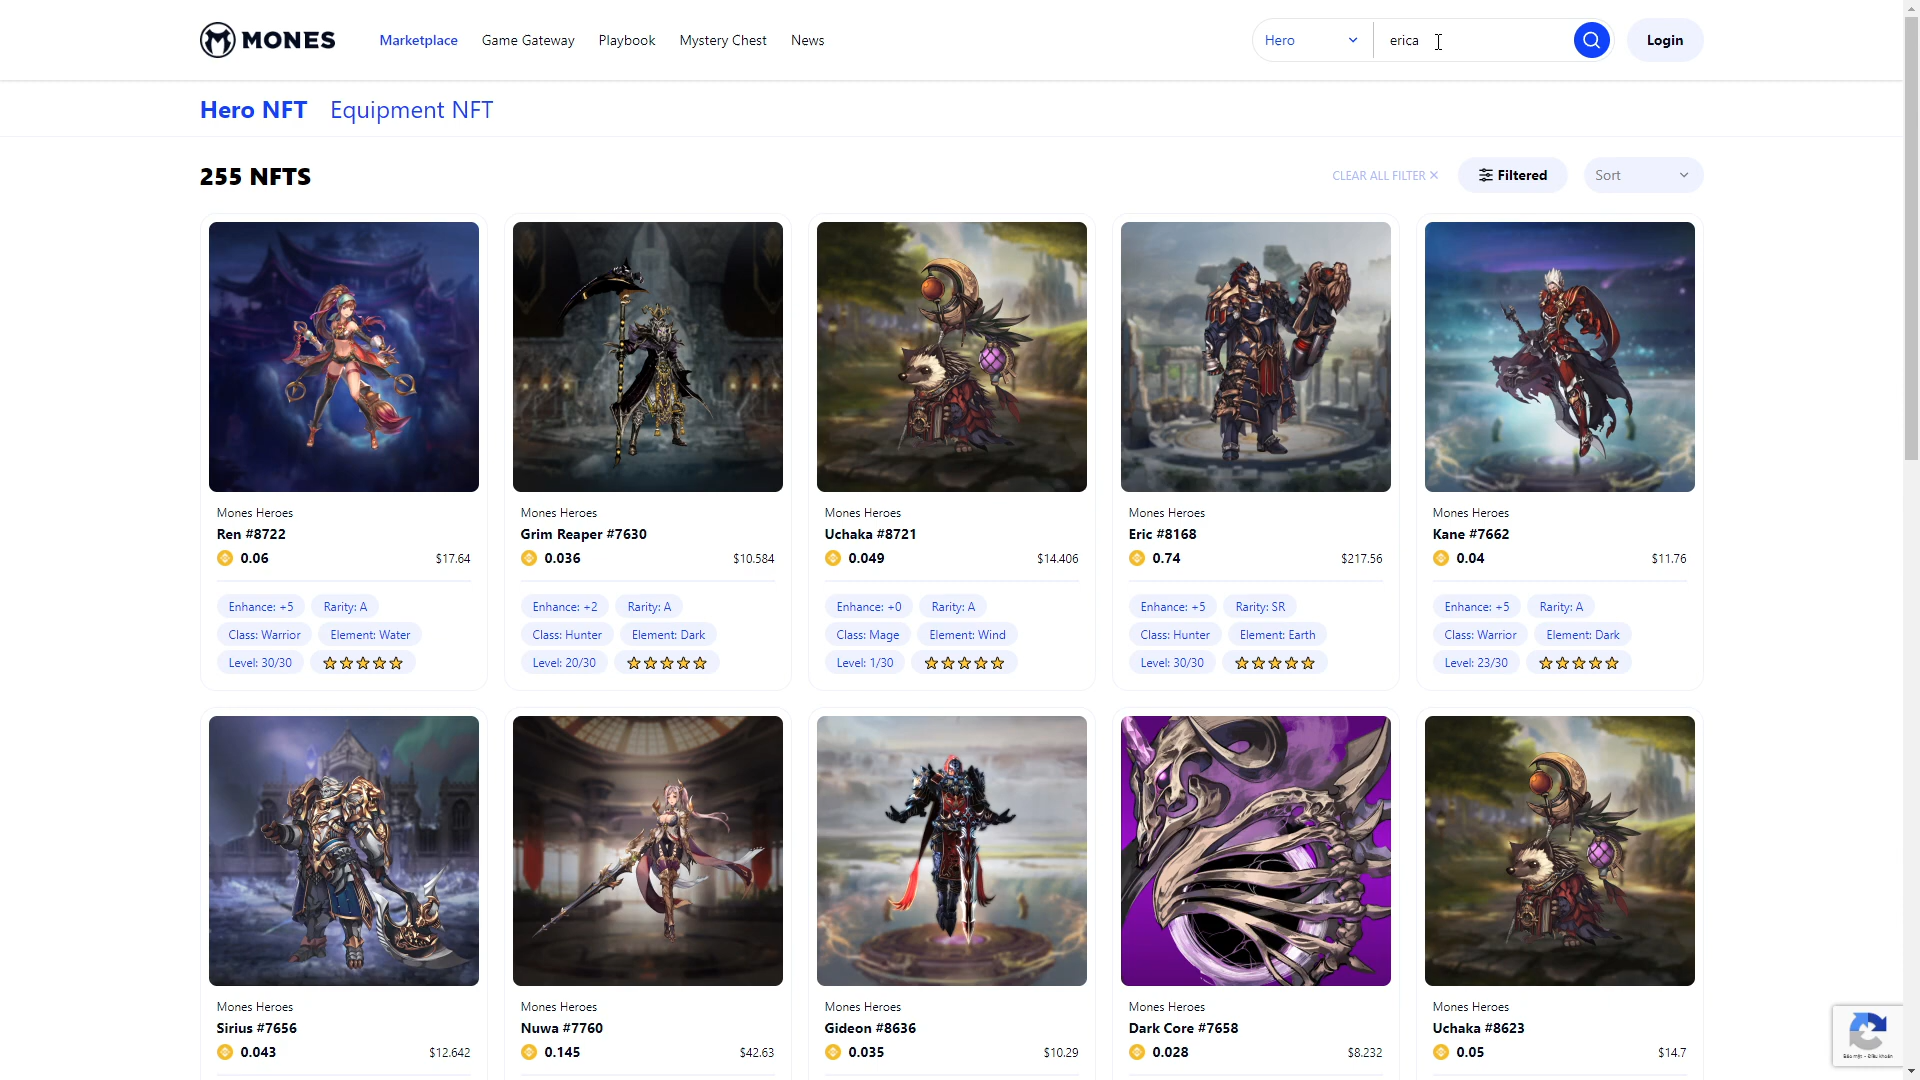 MONES
Marketplace Game Gateway Playbook Mystery Chest News
Hero erica Login
Hero NFT Equipment NFT
255 NFTS
CLEAR ALL FILTER ✕ Filtered Sort
Mones Heroes
Ren #8722
0.06 $17.64
Enhance: +5 Rarity: A
Class: Warrior Element: Water
Level: 30/30
Mones Heroes
Grim Reaper #7630
0.036 $10.584
Enhance: +2 Rarity: A
Class: Hunter Element: Dark
Level: 20/30
Mones Heroes
Uchaka #8721
0.049 $14.406
Enhance: +0 Rarity: A
Class: Mage Element: Wind
Level: 1/30
Mones Heroes
Eric #8168
0.74 $217.56
Enhance: +5 Rarity: SR
Class: Hunter Element: Earth
Level: 30/30
Mones Heroes
Kane #7662
0.04 $11.76
Enhance: +5 Rarity: A
Class: Warrior Element: Dark
Level: 23/30
Mones Heroes
Sirius #7656
0.043 $12.642
Mones Heroes
Nuwa #7760
0.145 $42.63
Mones Heroes
Gideon #8636
0.035 $10.29
Mones Heroes
Dark Core #7658
0.028 $8.232
Mones Heroes
Uchaka #8623
0.05 $14.7
Bảo mật - Điều khoản